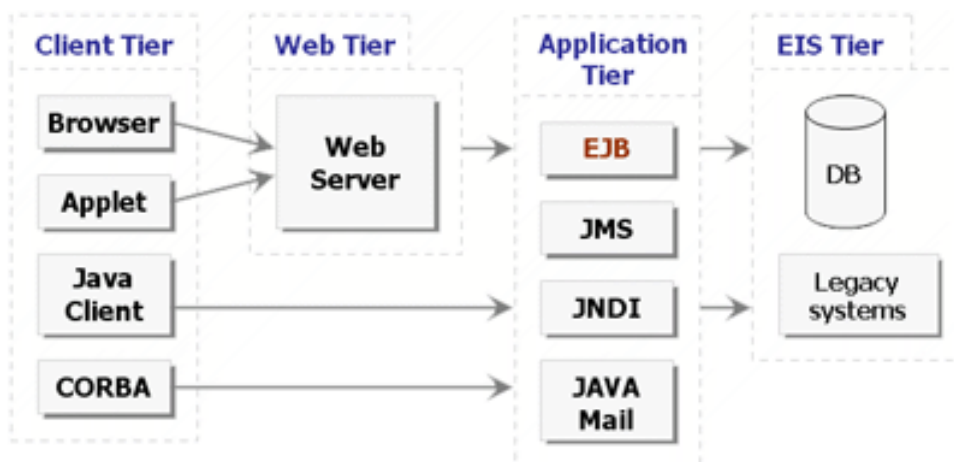 Client Tier
Web Tier
Application
Tier
EIS Tier
Browser
Applet
Java
Client
CORBA
Web
Server
EJB
JMS
JNDI
JAVA
Mail
DB
Legacy
systems